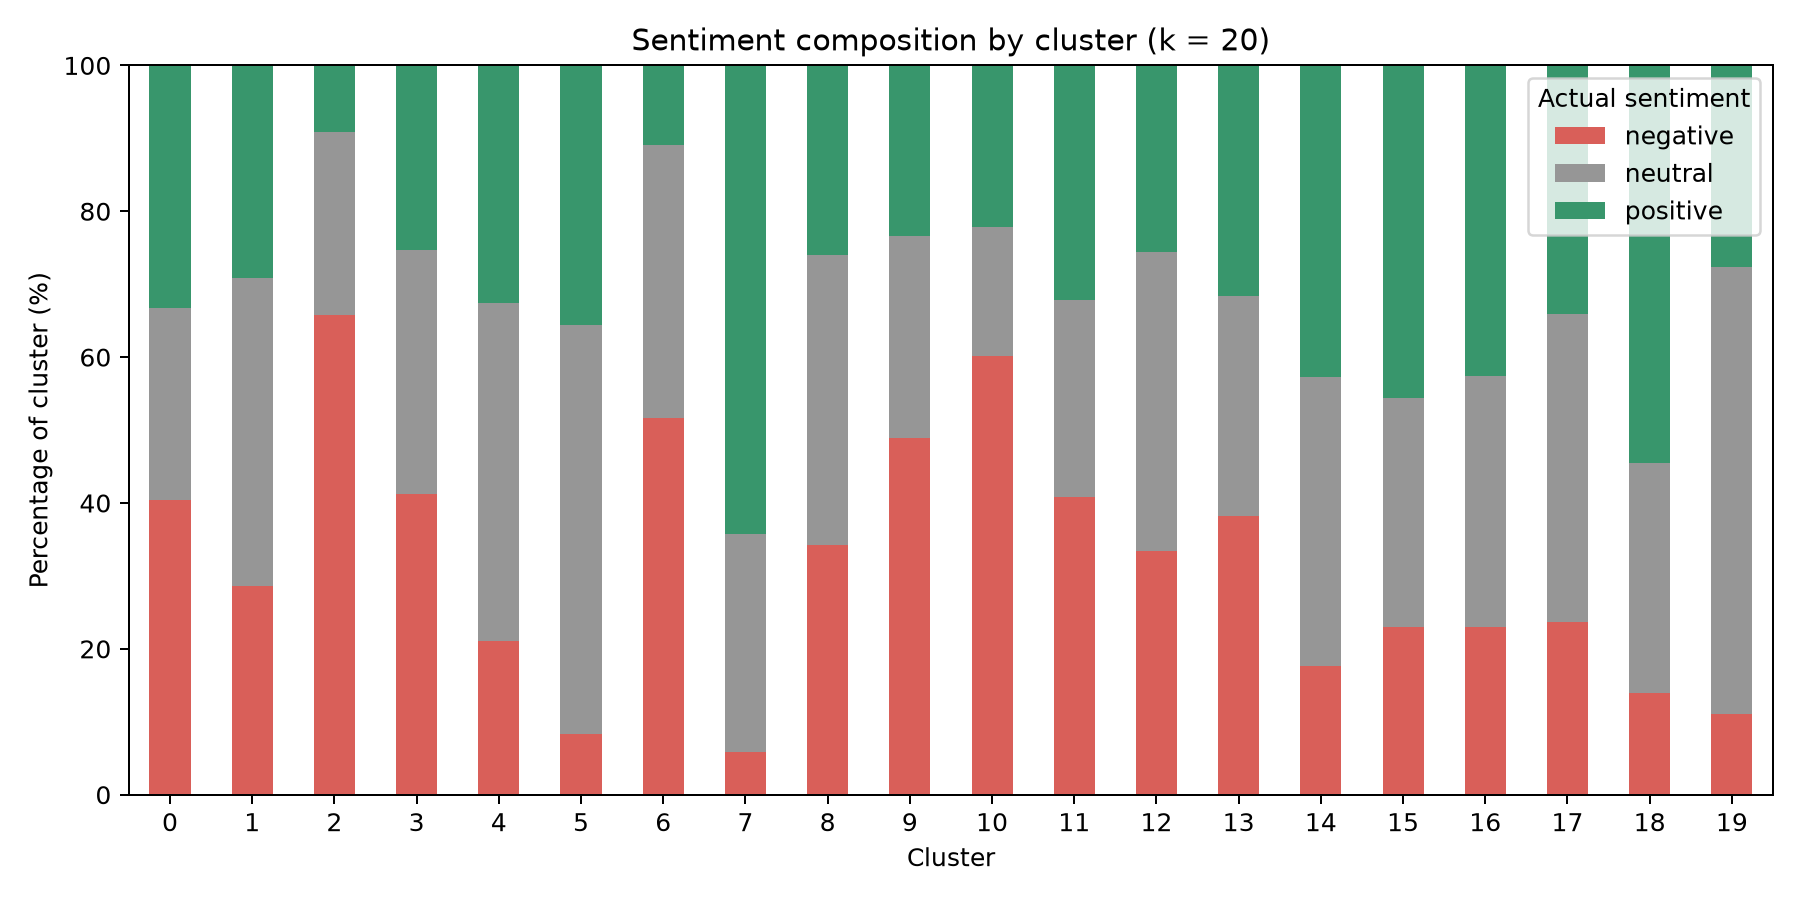 Sentiment composition by cluster (k = 20)
Percentage of cluster (%)
100
80
60
40
20
0
Actual sentiment
negative
neutral
positive
0 1 2 3 4 5 6 7 8 9 10 11 12 13 14 15 16 17 18 19
Cluster